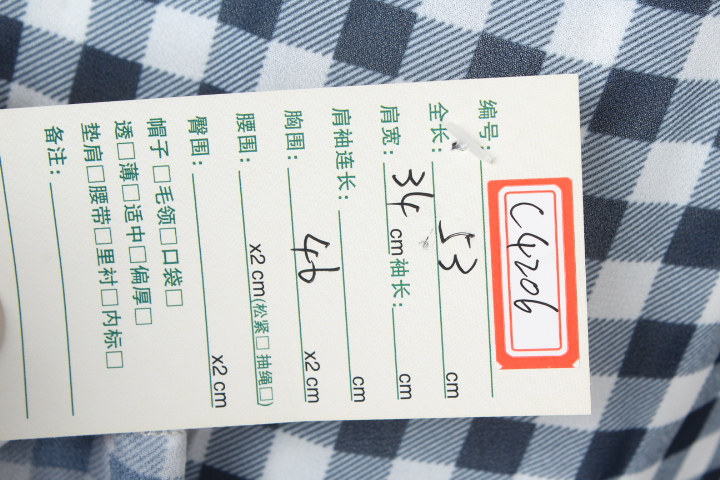 编号: C4206
全长: 53 cm
肩宽: 34 cm 袖长: cm
肩袖连长: cm
胸围: 46 x2 cm
腰围: x2 cm(松紧□ 抽绳□)
臀围: x2 cm
帽子□毛领□口袋□
透□薄□适中□偏厚□
垫肩□腰带□里衬□内标□
备注: